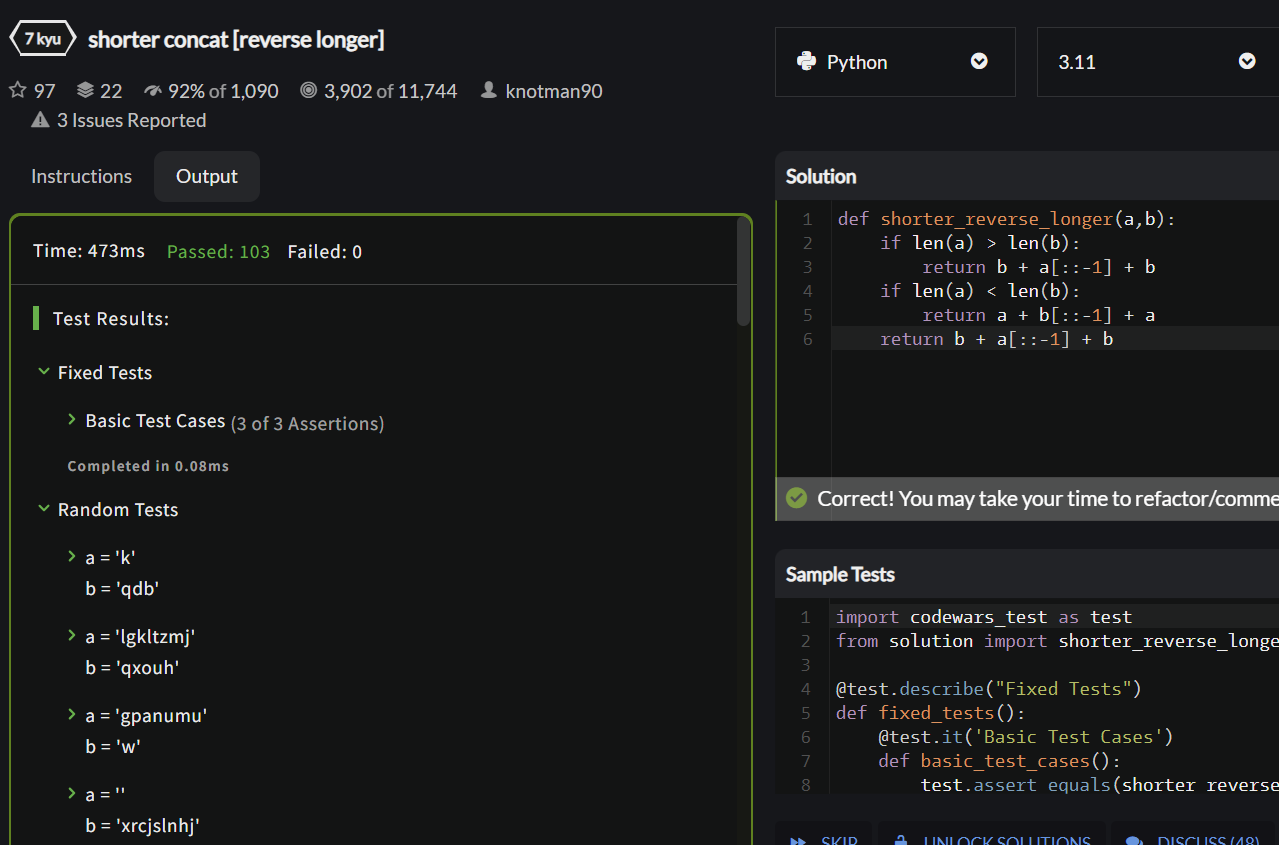 7 kyu shorter concat [reverse longer]
97 22 92% of 1,090 3,902 of 11,744 knotman90
3 Issues Reported
Instructions Output
Time: 473ms Passed: 103 Failed: 0
Test Results:
Fixed Tests
Basic Test Cases (3 of 3 Assertions)
Completed in 0.08ms
Random Tests
a = 'k'
b = 'qdb'
a = 'lgkltzmj'
b = 'qxouh'
a = 'gpanumu'
b = 'w'
a = ''
b = 'xrcjslnhj'
Python 3.11
Solution
1 def shorter_reverse_longer(a,b):
2 if len(a) > len(b):
3 return b + a[::-1] + b
4 if len(a) < len(b):
5 return a + b[::-1] + a
6 return b + a[::-1] + b
Correct! You may take your time to refactor/comme
Sample Tests
1 import codewars_test as test
2 from solution import shorter_reverse_longe
3
4 @test.describe("Fixed Tests")
5 def fixed_tests():
6 @test.it('Basic Test Cases')
7 def basic_test_cases():
8 test.assert_equals(shorter_reverse
SKIP UNLOCK SOLUTIONS DISCUSS (48)